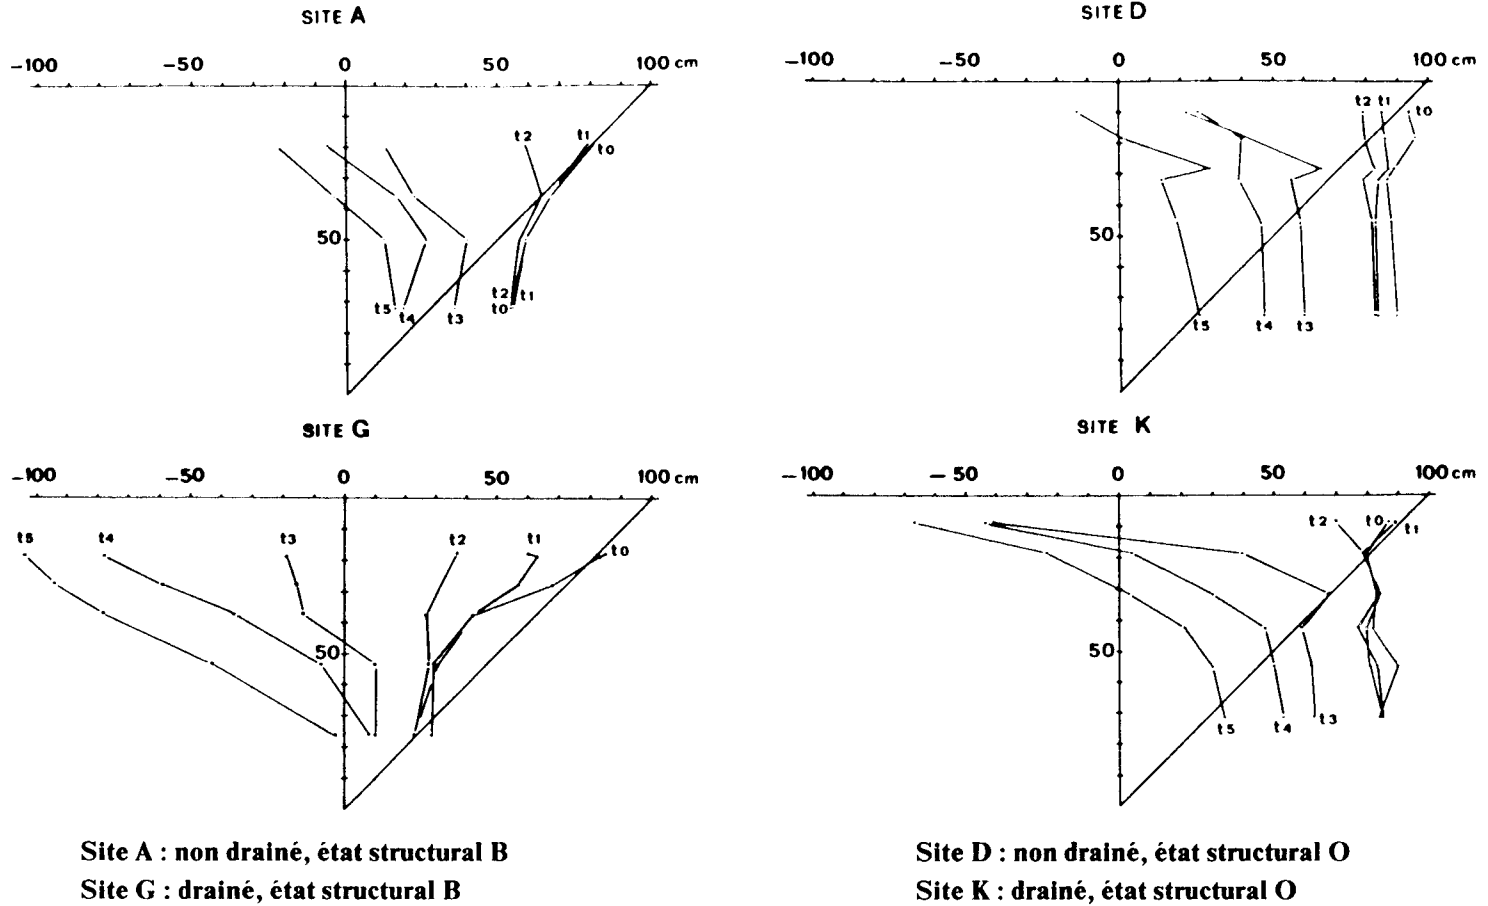 SITE A
-100 -50 0 50 100 cm
t2 t1
t0
50
t2 t1
t5 t4 t3 t0
SITE D
-100 -50 0 50 100 cm
t2 t1 t0
50
t5 t4 t3
SITE G
-100 -50 0 50 100 cm
t5 t4 t3 t2 t1 t0
50
SITE K
-100 -50 0 50 100 cm
t2 t0 t1
50
t5 t4 t3
Site A : non drainé, état structural B
Site G : drainé, état structural B
Site D : non drainé, état structural O
Site K : drainé, état structural O